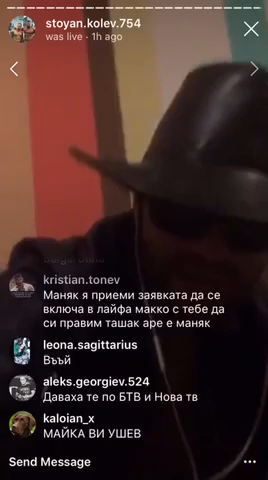 stoyan.kolev.754
was live · 1h ago
kristian.tonev
Маняк я приеми заявката да се
включа в лайфа макко с тебе да
си правим ташак аре е маняк
leona.sagittarius
Въъй
aleks.georgiev.524
Даваха те по БТВ и Нова тв
kaloian_x
МАЙКА ВИ УШЕВ
Send Message